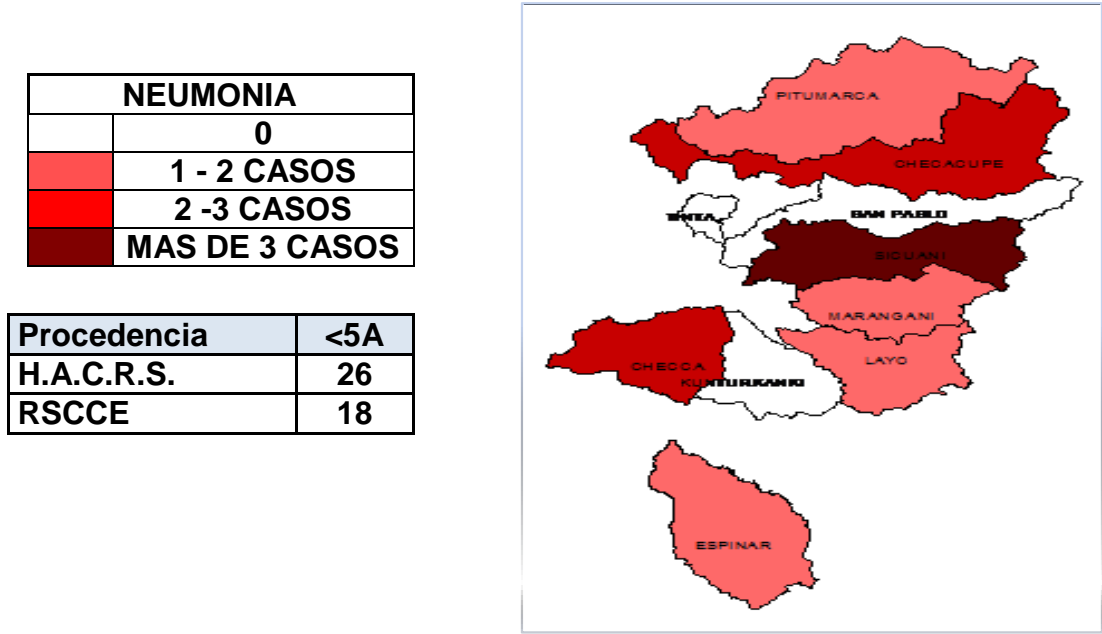 NEUMONIA
0
1 - 2 CASOS
2 -3 CASOS
MAS DE 3 CASOS
Procedencia <5A
H.A.C.R.S. 26
RSCCE 18
PITUMARCA
CHECACUPE
TINTA
SAN PABLO
SICUANI
MARANGANI
LAYO
CHECCA
KUNTURKANKI
ESPINAR